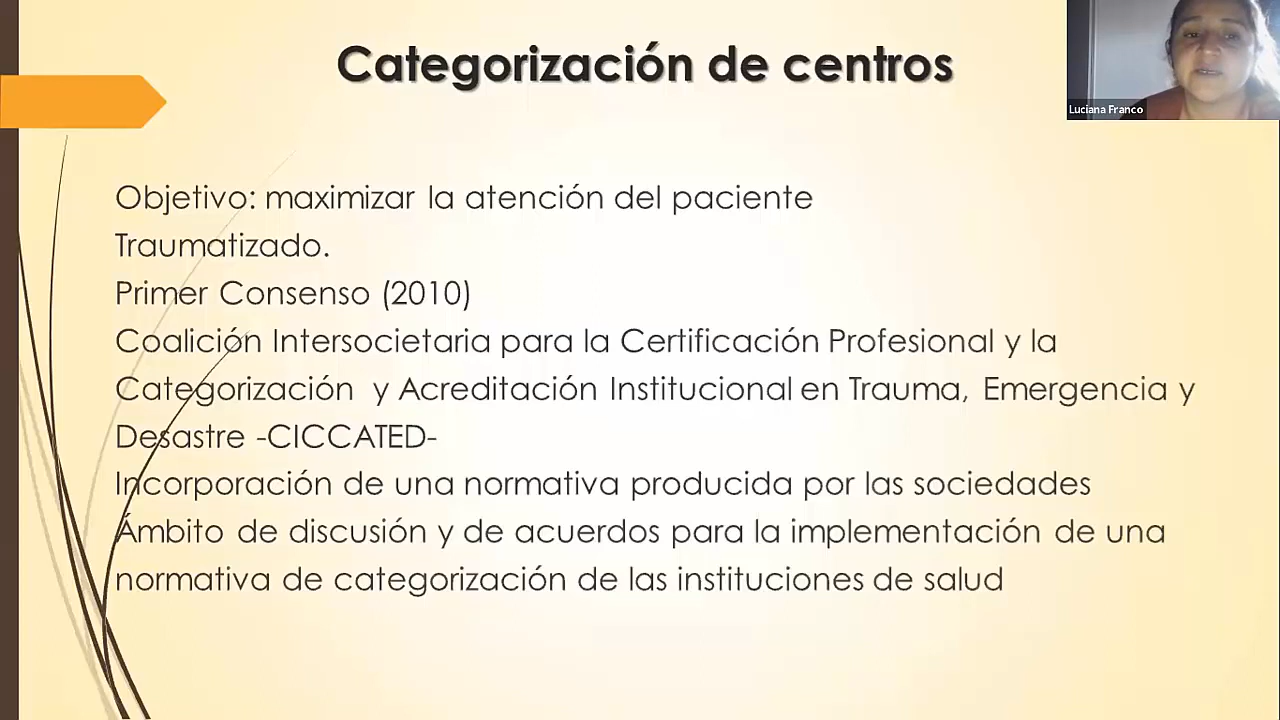 Categorización de centros
Luciana Franco
Objetivo: maximizar la atención del paciente
Traumatizado.
Primer Consenso (2010)
Coalición Intersocietaria para la Certificación Profesional y la
Categorización y Acreditación Institucional en Trauma, Emergencia y
Desastre -CICCATED-
Incorporación de una normativa producida por las sociedades
Ámbito de discusión y de acuerdos para la implementación de una
normativa de categorización de las instituciones de salud